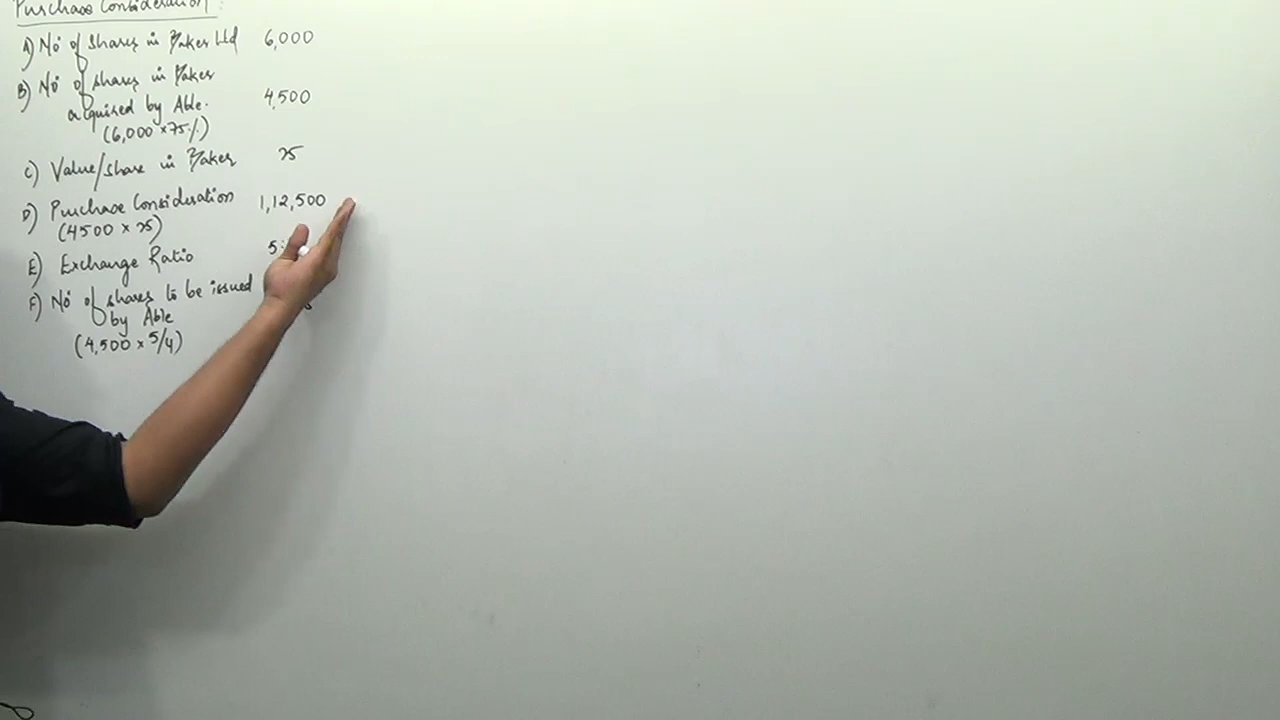 Purchase Consideration:
A) No of shares in Baker Ltd 6,000
B) No of shares in Baker
acquired by Able. 4,500
(6,000 x 75%)
C) Value/share in Baker 25
D) Purchase Consideration 1,12,500
(4500 x 25)
E) Exchange Ratio 5:
F) No of shares to be issued
by Able
(4,500 x 5/4)